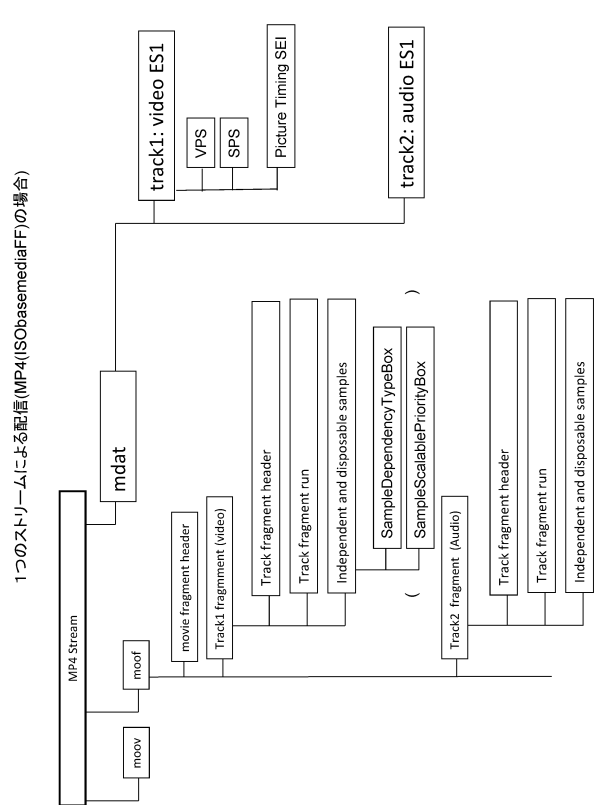 1つのストリームによる配信(MP4(ISObasemediaFF)の場合)
MP4 Stream
moov
moof
movie fragment header
Track1 fragmment (video)
Track fragment header
Track fragment run
Independent and disposable samples
SampleDependencyTypeBox
SampleScalablePriorityBox
( )
Track2 fragment (Audio)
Track fragment header
Track fragment run
Independent and disposable samples
mdat
track1: video ES1
VPS
SPS
Picture Timing SEI
track2: audio ES1